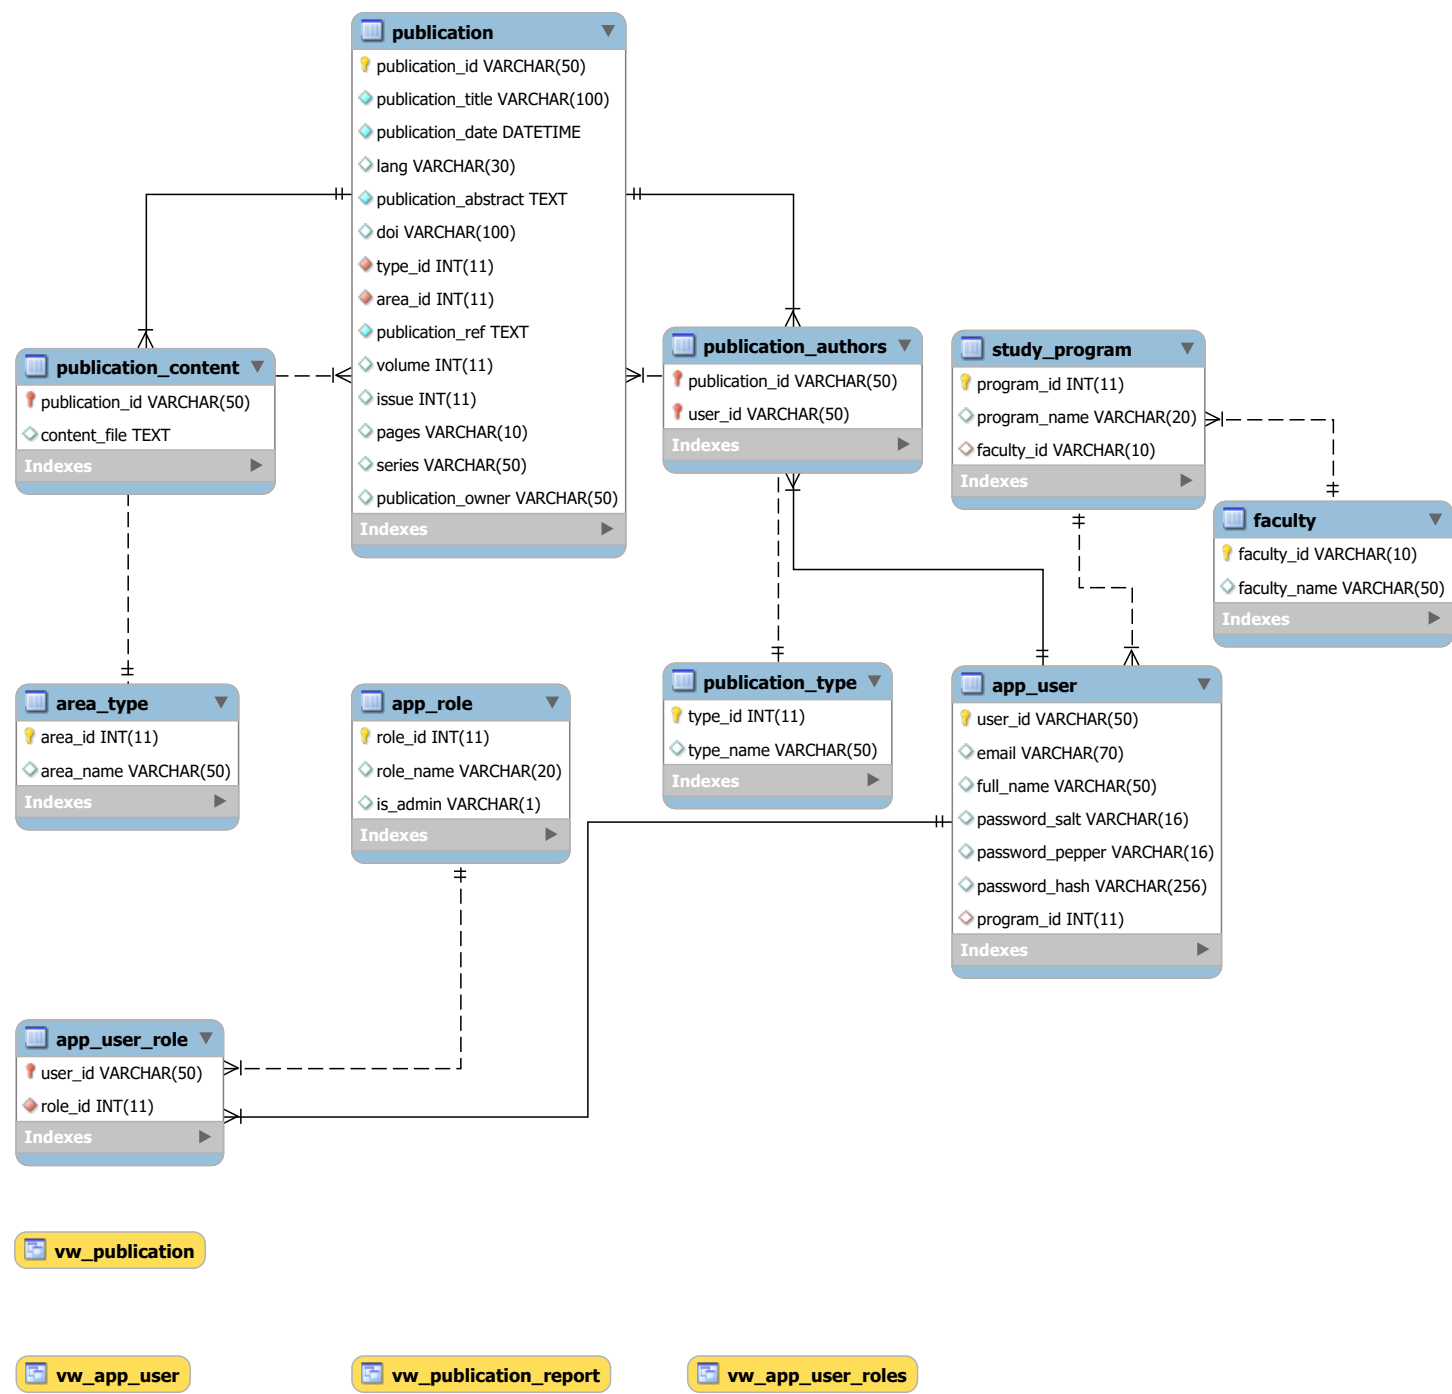 publication
publication_id VARCHAR(50)
publication_title VARCHAR(100)
publication_date DATETIME
lang VARCHAR(30)
publication_abstract TEXT
doi VARCHAR(100)
type_id INT(11)
area_id INT(11)
publication_ref TEXT
volume INT(11)
issue INT(11)
pages VARCHAR(10)
series VARCHAR(50)
publication_owner VARCHAR(50)
Indexes
publication_content
publication_id VARCHAR(50)
content_file TEXT
Indexes
publication_authors
publication_id VARCHAR(50)
user_id VARCHAR(50)
Indexes
study_program
program_id INT(11)
program_name VARCHAR(20)
faculty_id VARCHAR(10)
Indexes
faculty
faculty_id VARCHAR(10)
faculty_name VARCHAR(50)
Indexes
area_type
area_id INT(11)
area_name VARCHAR(50)
Indexes
app_role
role_id INT(11)
role_name VARCHAR(20)
is_admin VARCHAR(1)
Indexes
publication_type
type_id INT(11)
type_name VARCHAR(50)
Indexes
app_user
user_id VARCHAR(50)
email VARCHAR(70)
full_name VARCHAR(50)
password_salt VARCHAR(16)
password_pepper VARCHAR(16)
password_hash VARCHAR(256)
program_id INT(11)
Indexes
app_user_role
user_id VARCHAR(50)
role_id INT(11)
Indexes
vw_publication
vw_app_user
vw_publication_report
vw_app_user_roles